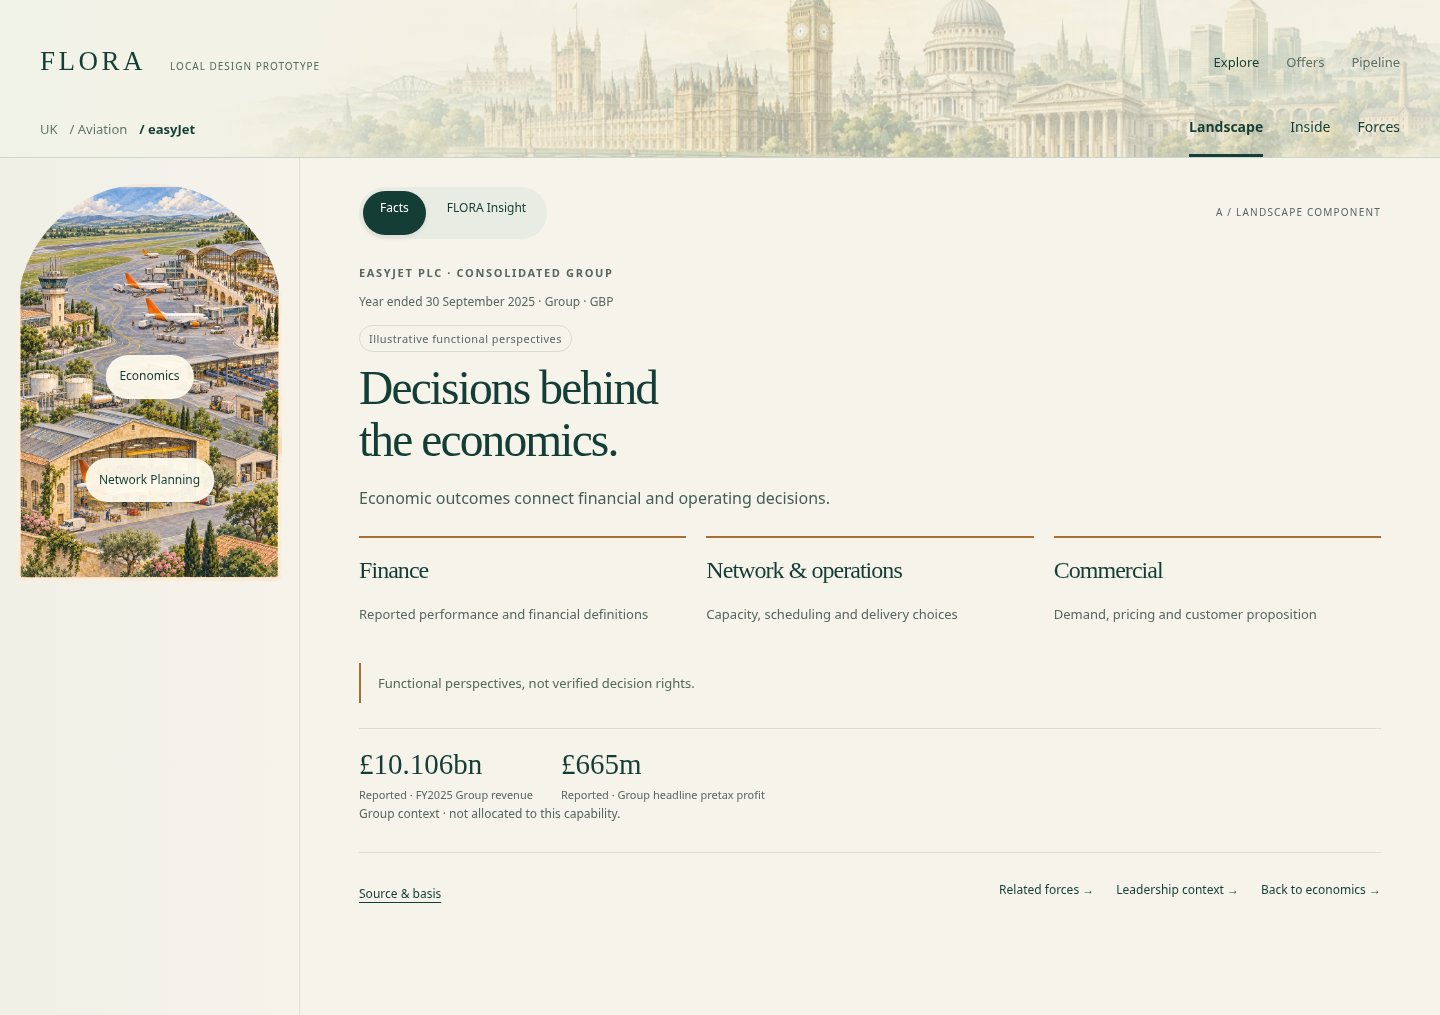 FLORA
LOCAL DESIGN PROTOTYPE
Explore
Offers
Pipeline
UK / Aviation / easyJet
Landscape
Inside
Forces
Economics
Network Planning
Facts
FLORA Insight
A / LANDSCAPE COMPONENT
EASYJET PLC · CONSOLIDATED GROUP
Year ended 30 September 2025 · Group · GBP
Illustrative functional perspectives
Decisions behind
the economics.
Economic outcomes connect financial and operating decisions.
Finance
Reported performance and financial definitions
Network & operations
Capacity, scheduling and delivery choices
Commercial
Demand, pricing and customer proposition
Functional perspectives, not verified decision rights.
£10.106bn
Reported · FY2025 Group revenue
£665m
Reported · Group headline pretax profit
Group context · not allocated to this capability.
Source & basis
Related forces →
Leadership context →
Back to economics →